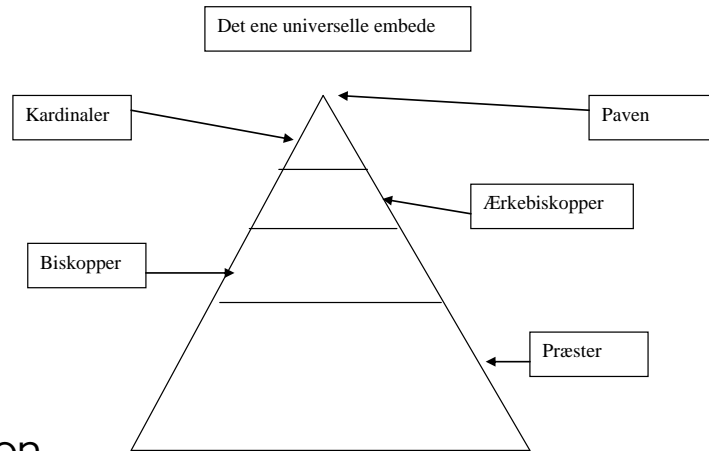 Det ene universelle embede
Kardinaler
Paven
Ærkebiskopper
Biskopper
Præster